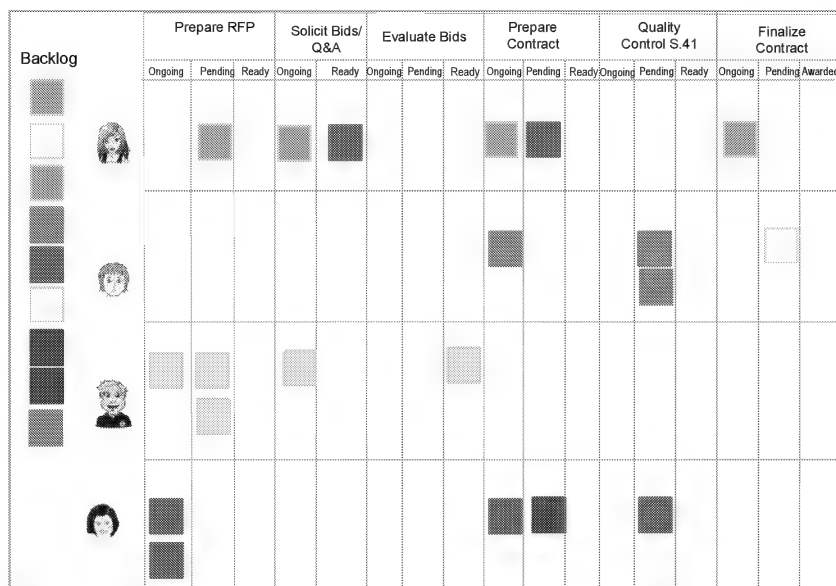 Prepare RFP
Solicit Bids/
Q&A
Evaluate Bids
Prepare
Contract
Quality
Control S.41
Finalize
Contract
Backlog
Ongoing Pending Ready Ongoing Ready Ongoing Pending Ready Ongoing Pending Ready Ongoing Pending Ready Ongoing Pending Awarded